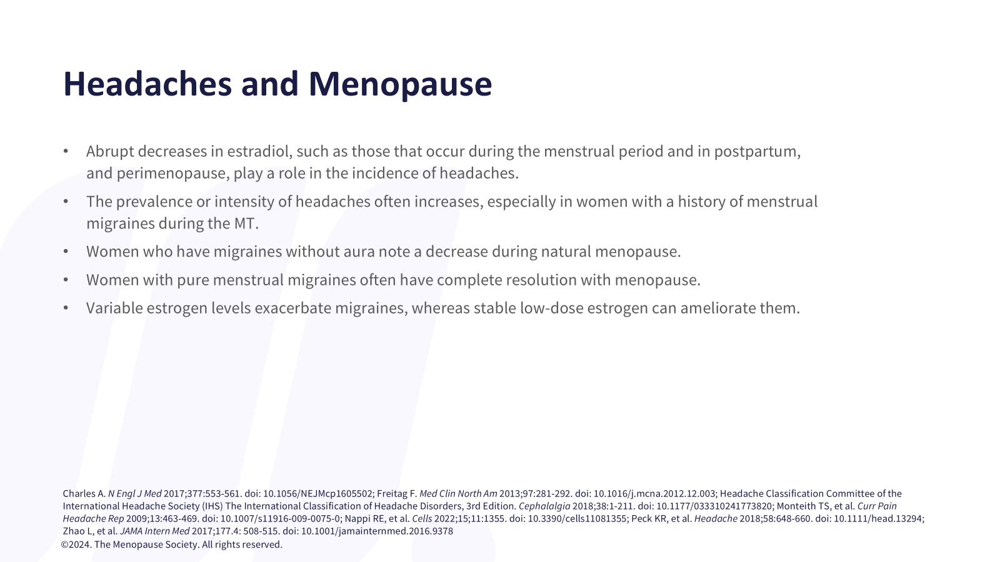 Headaches and Menopause
• Abrupt decreases in estradiol, such as those that occur during the menstrual period and in postpartum,
and perimenopause, play a role in the incidence of headaches.
• The prevalence or intensity of headaches often increases, especially in women with a history of menstrual
migraines during the MT.
• Women who have migraines without aura note a decrease during natural menopause.
• Women with pure menstrual migraines often have complete resolution with menopause.
• Variable estrogen levels exacerbate migraines, whereas stable low-dose estrogen can ameliorate them.
Charles A. N Engl J Med 2017;377:553-561. doi: 10.1056/NEJMcp1605502; Freitag F. Med Clin North Am 2013;97:281-292. doi: 10.1016/j.mcna.2012.12.003; Headache Classification Committee of the
International Headache Society (IHS) The International Classification of Headache Disorders, 3rd Edition. Cephalalgia 2018;38:1-211. doi: 10.1177/033310241773820; Monteith TS, et al. Curr Pain
Headache Rep 2009;13:463-469. doi: 10.1007/s11916-009-0075-0; Nappi RE, et al. Cells 2022;15;11:1355. doi: 10.3390/cells11081355; Peck KR, et al. Headache 2018;58:648-660. doi: 10.1111/head.13294;
Zhao L, et al. JAMA Intern Med 2017;177.4: 508-515. doi: 10.1001/jamainternmed.2016.9378
©2024. The Menopause Society. All rights reserved.